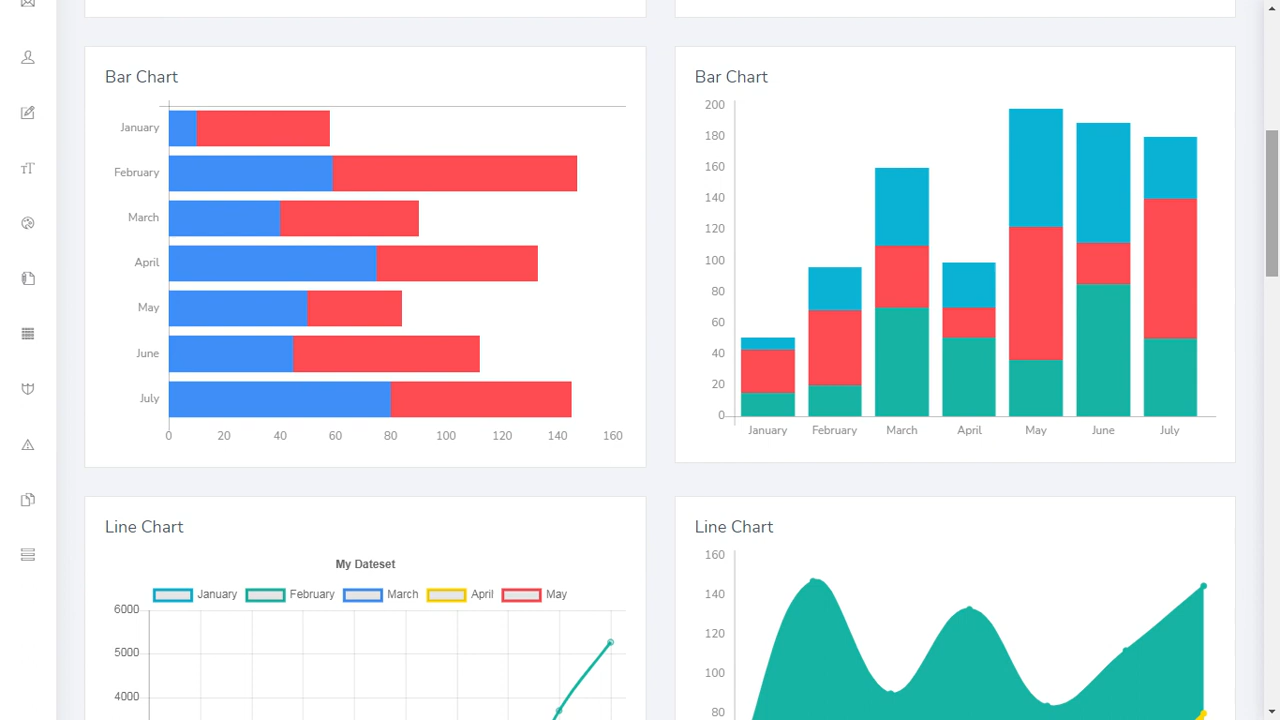 Bar Chart
January
February
March
April
May
June
July
0 20 40 60 80 100 120 140 160
Bar Chart
200
180
160
140
120
100
80
60
40
20
0
January February March April May June July
Line Chart
My Dateset
January February March April May
6000
5000
4000
Line Chart
160
140
120
100
80